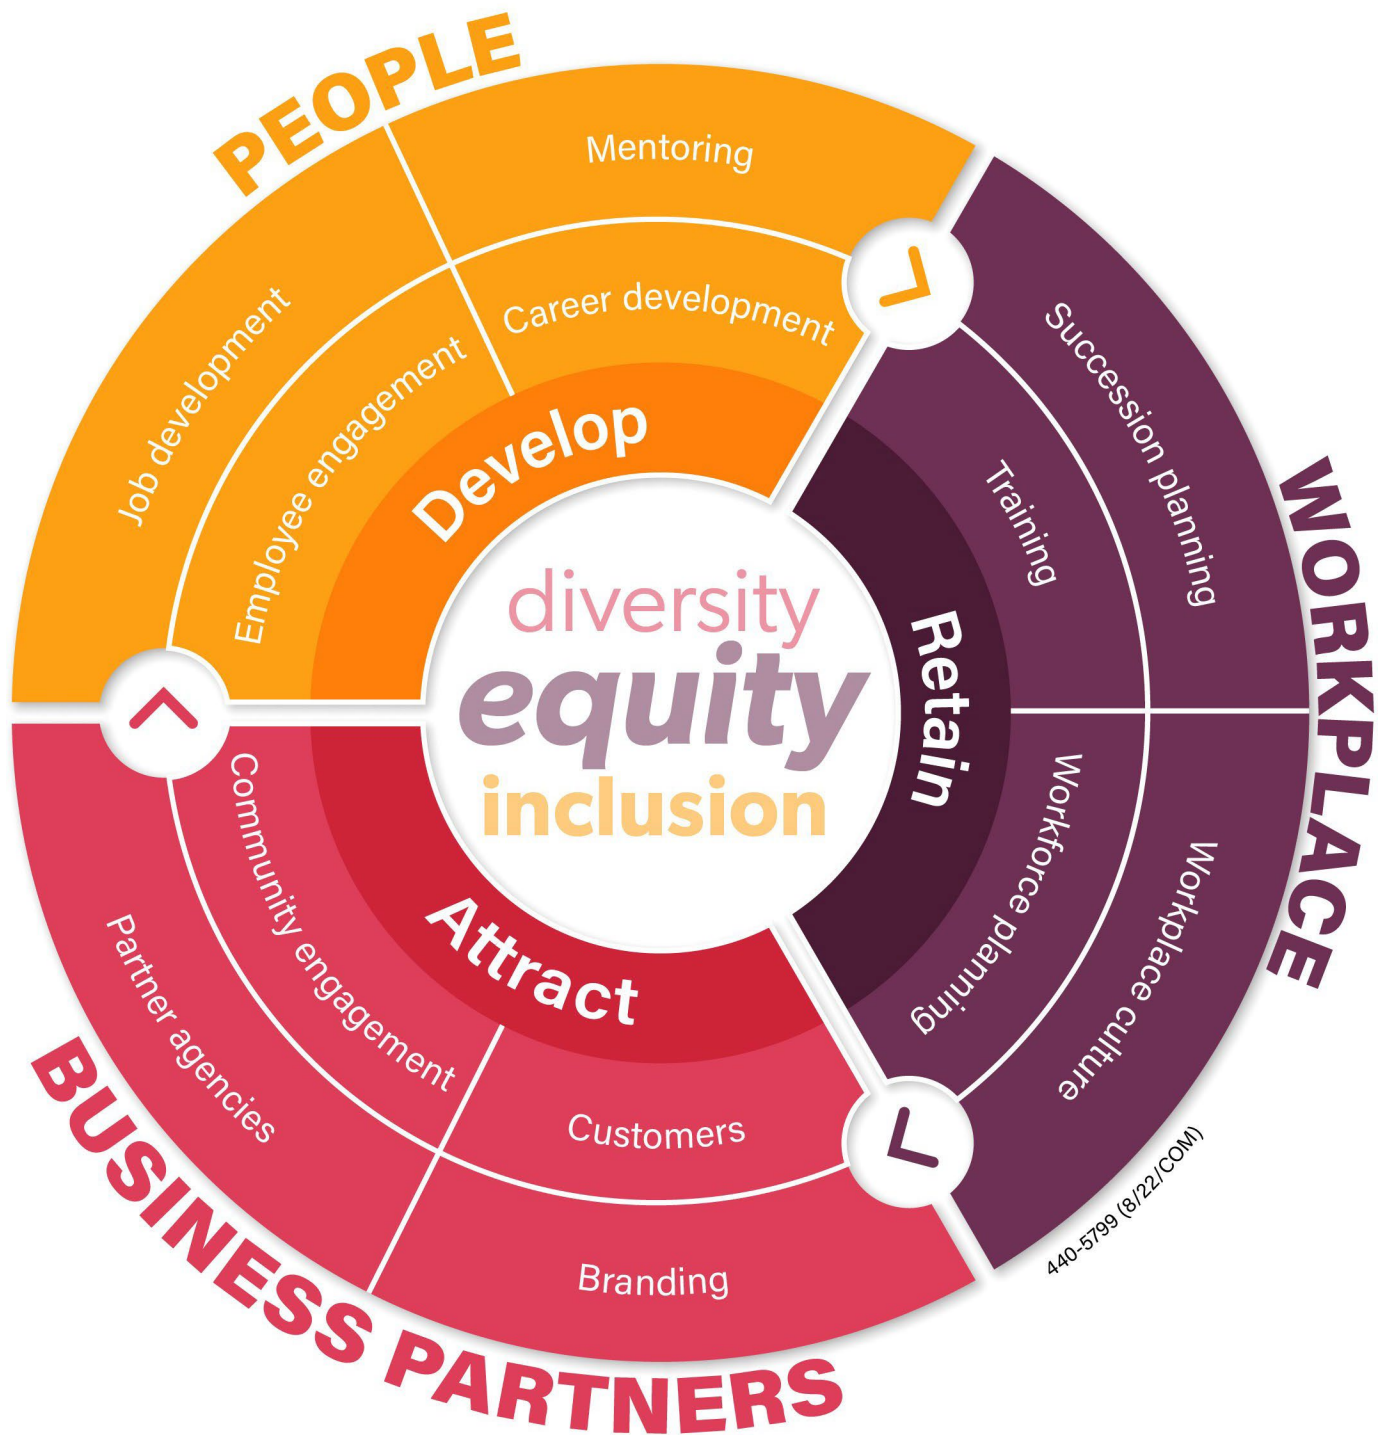 PEOPLE
Mentoring
Career development
Job development
Employee engagement
Develop
WORKPLACE
Succession planning
Training
Retain
Workforce planning
Workplace culture
diversity
equity
inclusion
Attract
Community engagement
Partner agencies
Customers
Branding
BUSINESS PARTNERS
440-5799 (8/22/COM)